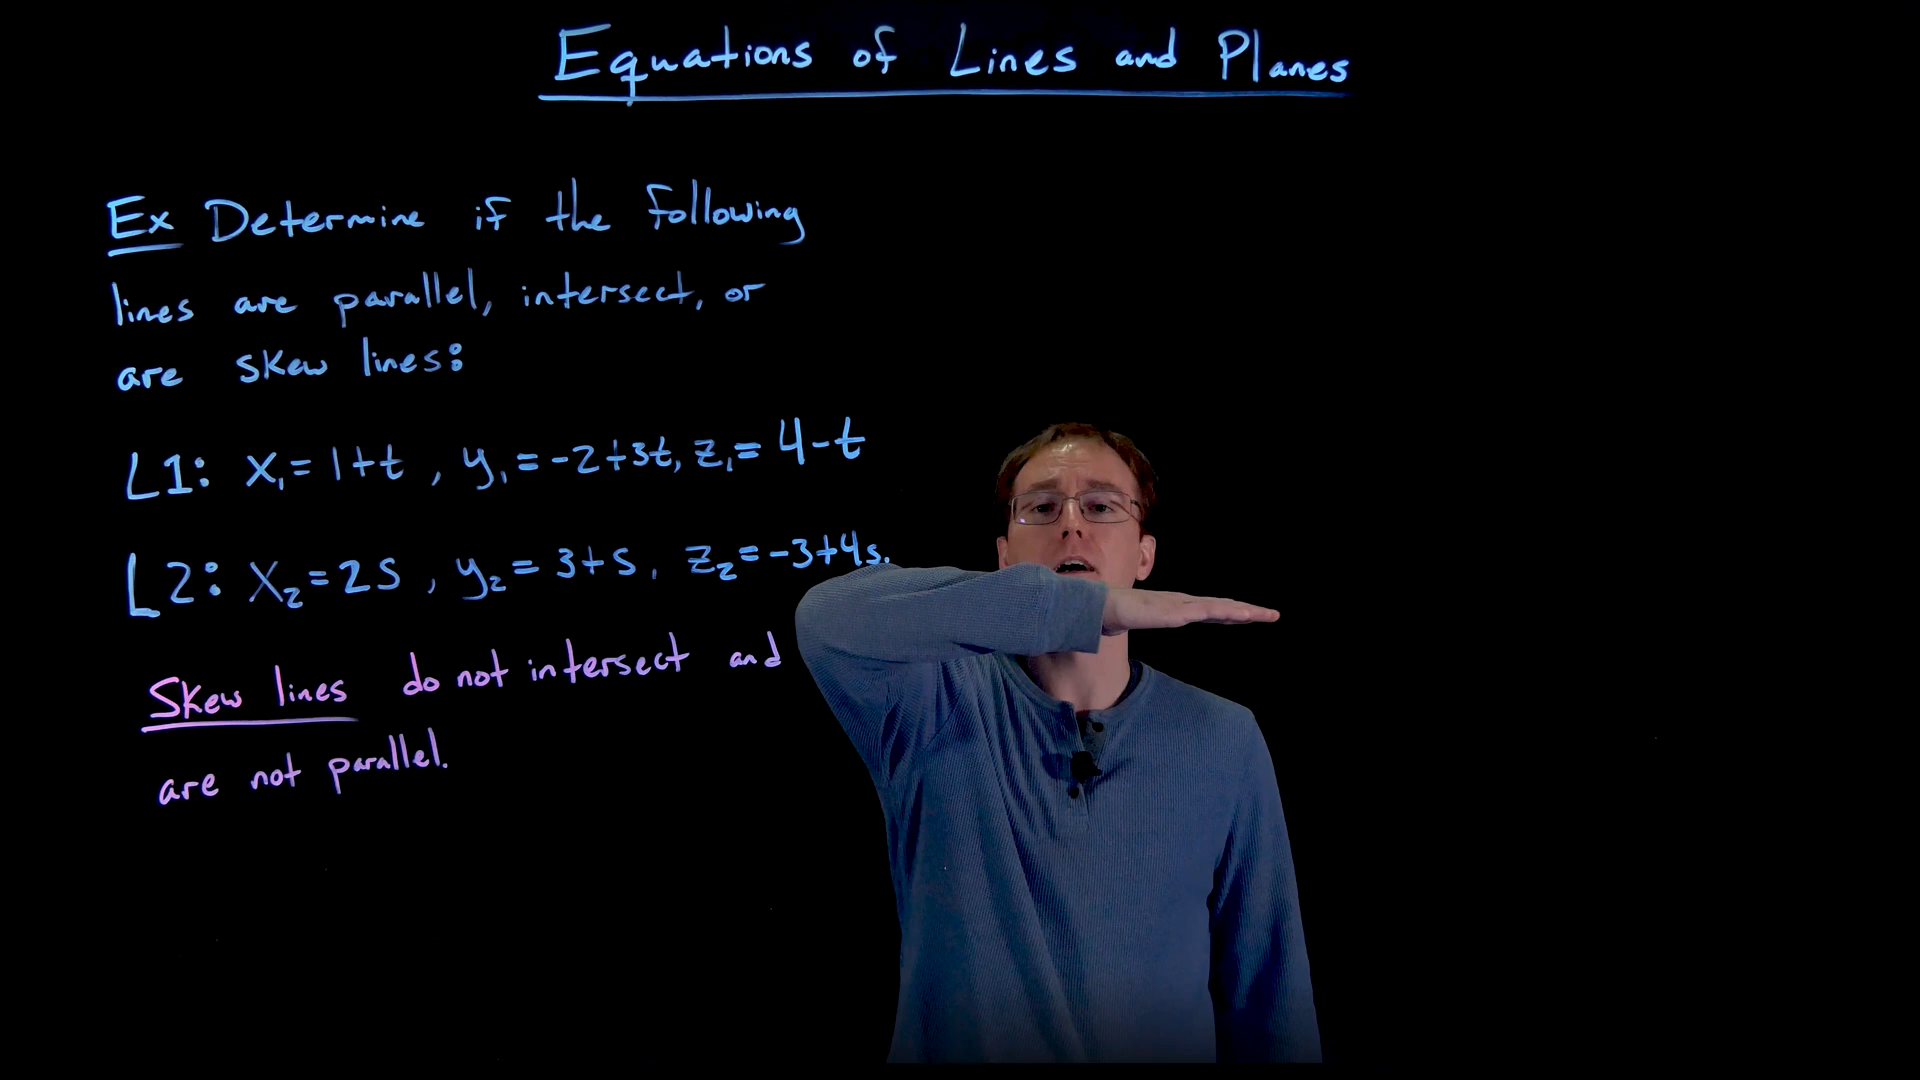 Equations of Lines and Planes
Ex Determine if the following
lines are parallel, intersect, or
are skew lines:
L1: x₁=1+t, y₁=-2+3t, z₁=4-t
L2: x₂=2s, y₂=3+s, z₂=-3+4s.
Skew lines do not intersect and
are not parallel.